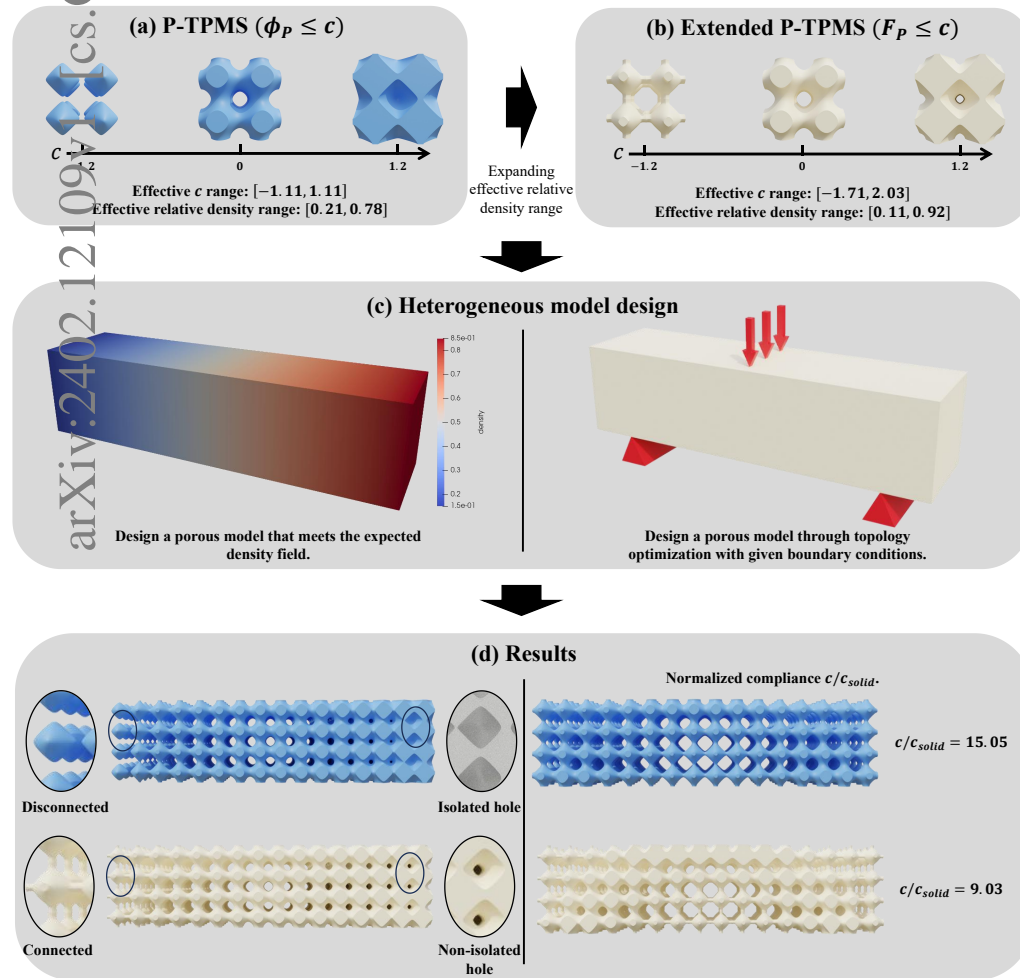 (a) P-TPMS (ϕ_P ≤ c)
c
−1.2
0
1.2
Effective c range: [−1.11, 1.11]
Effective relative density range: [0.21, 0.78]
Expanding
effective relative
density range
(b) Extended P-TPMS (F_P ≤ c)
c
−1.2
0
1.2
Effective c range: [−1.71, 2.03]
Effective relative density range: [0.11, 0.92]
arXiv:2402.12109v [cs.
(c) Heterogeneous model design
8.5e-01
0.8
0.7
0.6
0.5
0.4
0.3
0.2
1.5e-01
density
Design a porous model that meets the expected
density field.
Design a porous model through topology
optimization with given boundary conditions.
(d) Results
Disconnected
Isolated hole
Connected
Non-isolated
hole
Normalized compliance c/c_solid.
c/c_solid = 15.05
c/c_solid = 9.03